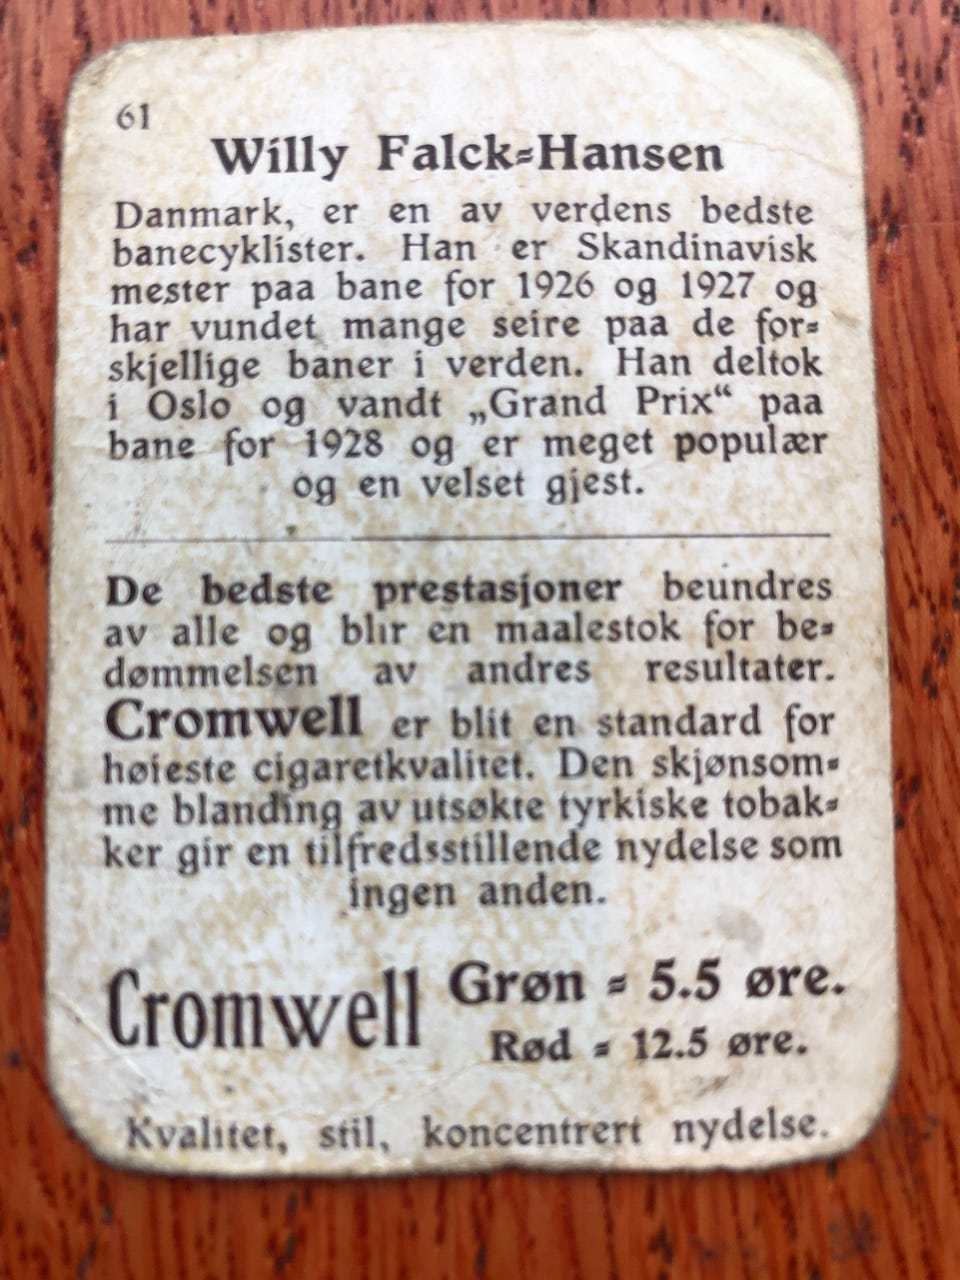 61
Willy Falck-Hansen
Danmark, er en av verdens bedste
banecyklister. Han er Skandinavisk
mester paa bane for 1926 og 1927 og
har vundet mange seire paa de for-
skjellige baner i verden. Han deltok
i Oslo og vandt „Grand Prix“ paa
bane for 1928 og er meget populær
og en velset gjest.
De bedste prestasjoner beundres
av alle og blir en maalestok for be-
dømmelsen av andres resultater.
Cromwell er blit en standard for
høieste cigaretkvalitet. Den skjønsom-
me blanding av utsøkte tyrkiske tobak-
ker gir en tilfredsstillende nydelse som
ingen anden.
Cromwell Grøn - 5.5 øre.
Rød - 12.5 øre.
Kvalitet, stil, koncentrert nydelse.